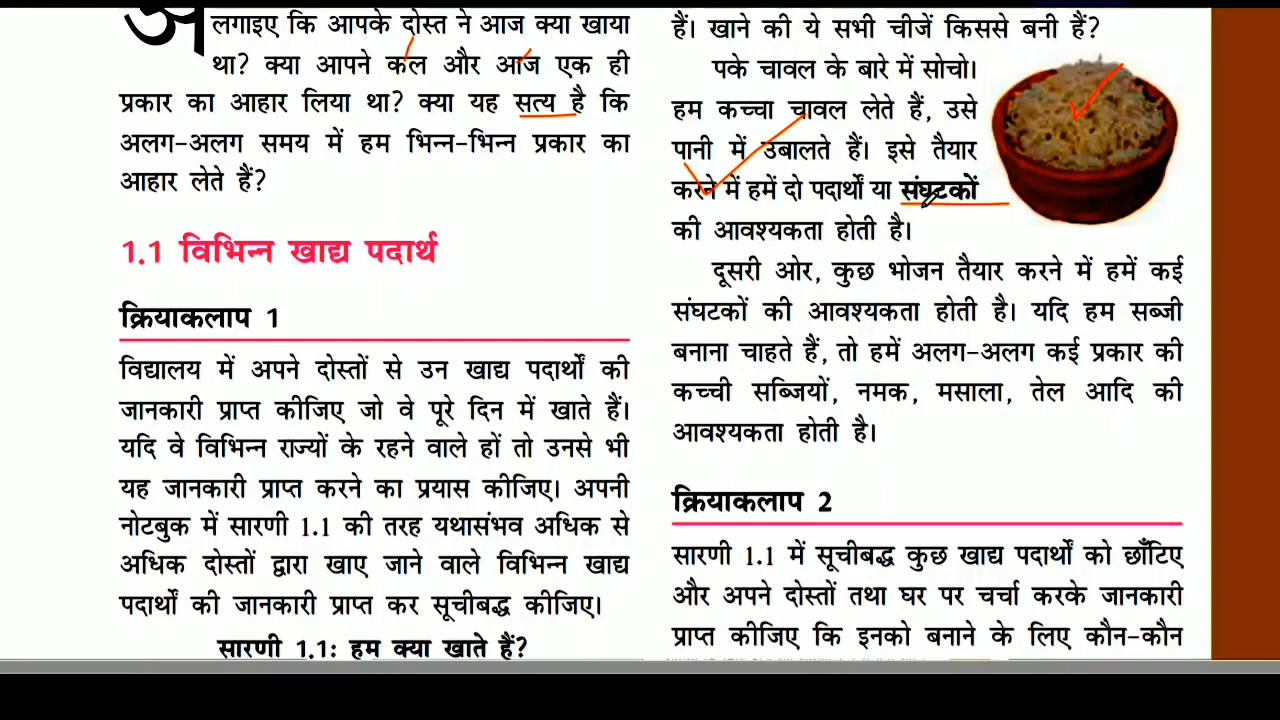 अ
लगाइए कि आपके दोस्त ने आज क्या खाया
था? क्या आपने कल और आज एक ही
प्रकार का आहार लिया था? क्या यह सत्य है कि
अलग-अलग समय में हम भिन्न-भिन्न प्रकार का
आहार लेते हैं?
1.1 विभिन्न खाद्य पदार्थ
क्रियाकलाप 1
विद्यालय में अपने दोस्तों से उन खाद्य पदार्थों की
जानकारी प्राप्त कीजिए जो वे पूरे दिन में खाते हैं।
यदि वे विभिन्न राज्यों के रहने वाले हों तो उनसे भी
यह जानकारी प्राप्त करने का प्रयास कीजिए। अपनी
नोटबुक में सारणी 1.1 की तरह यथासंभव अधिक से
अधिक दोस्तों द्वारा खाए जाने वाले विभिन्न खाद्य
पदार्थों की जानकारी प्राप्त कर सूचीबद्ध कीजिए।
सारणी 1.1: हम क्या खाते हैं?
हैं। खाने की ये सभी चीजें किससे बनी हैं?
पके चावल के बारे में सोचो।
हम कच्चा चावल लेते हैं, उसे
पानी में उबालते हैं। इसे तैयार
करने में हमें दो पदार्थों या संघटकों
की आवश्यकता होती है।
दूसरी ओर, कुछ भोजन तैयार करने में हमें कई
संघटकों की आवश्यकता होती है। यदि हम सब्जी
बनाना चाहते हैं, तो हमें अलग-अलग कई प्रकार की
कच्ची सब्जियों, नमक, मसाला, तेल आदि की
आवश्यकता होती है।
क्रियाकलाप 2
सारणी 1.1 में सूचीबद्ध कुछ खाद्य पदार्थों को छाँटिए
और अपने दोस्तों तथा घर पर चर्चा करके जानकारी
प्राप्त कीजिए कि इनको बनाने के लिए कौन-कौन